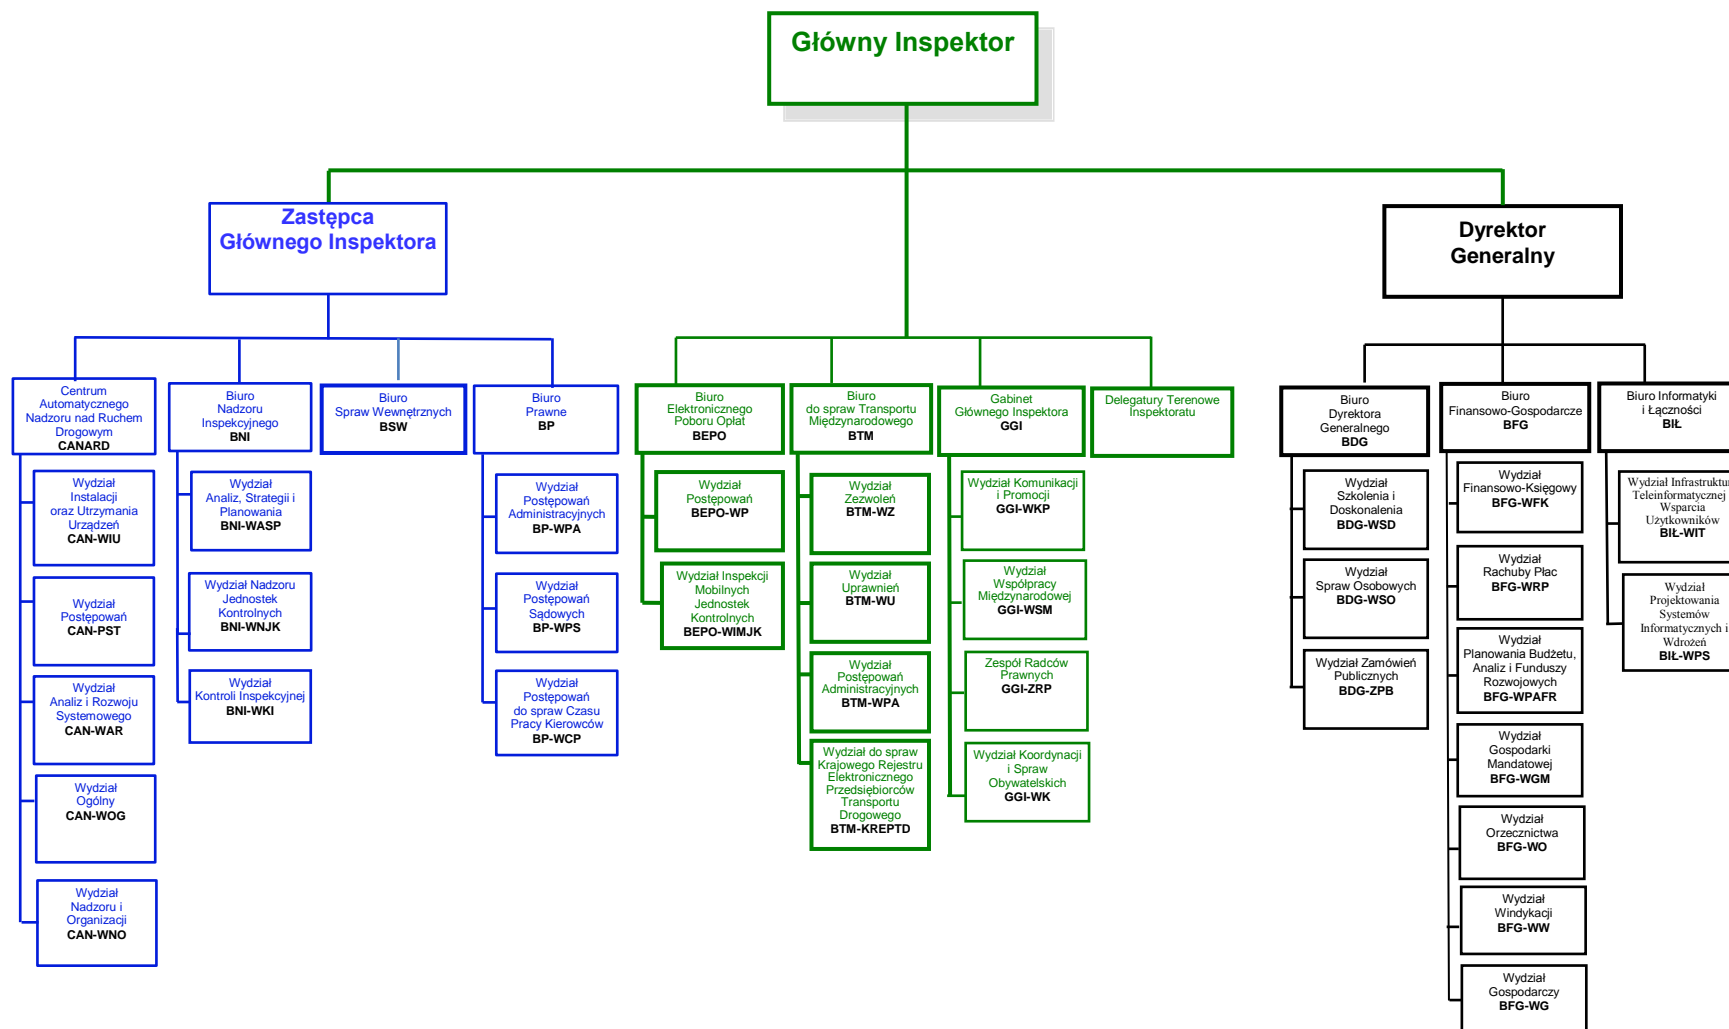 Główny Inspektor
Zastępca
Głównego Inspektora
Dyrektor
Generalny
Centrum
Automatycznego
Nadzoru nad Ruchem
Drogowym
CANARD
Wydział
Instalacji
oraz Utrzymania
Urządzeń
CAN-WIU
Wydział
Postępowań
CAN-PST
Wydział
Analiz i Rozwoju
Systemowego
CAN-WAR
Wydział
Ogólny
CAN-WOG
Wydział
Nadzoru i
Organizacji
CAN-WNO
Biuro
Nadzoru
Inspekcyjnego
BNI
Wydział
Analiz, Strategii i
Planowania
BNI-WASP
Wydział Nadzoru
Jednostek
Kontrolnych
BNI-WNJK
Wydział
Kontroli Inspekcyjnej
BNI-WKI
Biuro
Spraw Wewnętrznych
BSW
Biuro
Prawne
BP
Wydział
Postępowań
Administracyjnych
BP-WPA
Wydział
Postępowań
Sądowych
BP-WPS
Wydział
Postępowań
do spraw Czasu
Pracy Kierowców
BP-WCP
Biuro
Elektronicznego
Poboru Opłat
BEPO
Wydział
Postępowań
BEPO-WP
Wydział Inspekcji
Mobilnych
Jednostek
Kontrolnych
BEPO-WIMJK
Biuro
do spraw Transportu
Międzynarodowego
BTM
Wydział
Zezwoleń
BTM-WZ
Wydział
Uprawnień
BTM-WU
Wydział
Postępowań
Administracyjnych
BTM-WPA
Wydział do spraw
Krajowego Rejestru
Elektronicznego
Przedsiębiorców
Transportu
Drogowego
BTM-KREPTD
Gabinet
Głównego Inspektora
GGI
Wydział Komunikacji
i Promocji
GGI-WKP
Wydział
Współpracy
Międzynarodowej
GGI-WSM
Zespół Radców
Prawnych
GGI-ZRP
Wydział Koordynacji
i Spraw
Obywatelskich
GGI-WK
Delegatury Terenowe
Inspektoratu
Biuro
Dyrektora
Generalnego
BDG
Wydział
Szkolenia i
Doskonalenia
BDG-WSD
Wydział
Spraw Osobowych
BDG-WSO
Wydział Zamówień
Publicznych
BDG-ZPB
Biuro
Finansowo-Gospodarcze
BFG
Wydział
Finansowo-Księgowy
BFG-WFK
Wydział
Rachuby Płac
BFG-WRP
Wydział
Planowania Budżetu,
Analiz i Funduszy
Rozwojowych
BFG-WPAFR
Wydział
Gospodarki
Mandatowej
BFG-WGM
Wydział
Orzecznictwa
BFG-WO
Wydział
Windykacji
BFG-WW
Wydział
Gospodarczy
BFG-WG
Biuro Informatyki
i Łączności
BIŁ
Wydział Infrastruktur
Teleinformatycznej
Wsparcia
Użytkowników
BIŁ-WIT
Wydział
Projektowania
Systemów
Informatycznych i
Wdrożeń
BIŁ-WPS